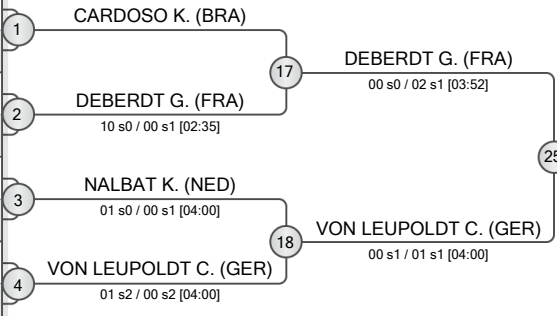 CARDOSO K. (BRA)
1
17
DEBERDT G. (FRA)
00 s0 / 02 s1 [03:52]
DEBERDT G. (FRA)
2
10 s0 / 00 s1 [02:35]
25
NALBAT K. (NED)
3
01 s0 / 00 s1 [04:00]
18
VON LEUPOLDT C. (GER)
00 s1 / 01 s1 [04:00]
VON LEUPOLDT C. (GER)
4
01 s2 / 00 s2 [04:00]